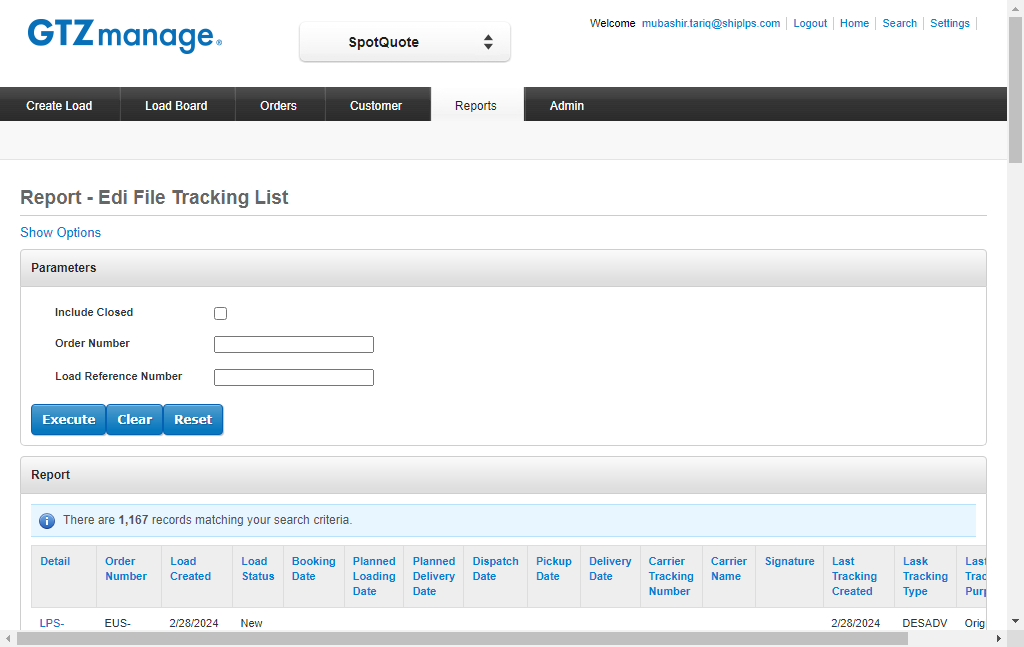 GTZmanage®
SpotQuote
Welcome mubashir.tariq@shiplps.com Logout Home Search Settings
Create Load Load Board Orders Customer Reports Admin
Report - Edi File Tracking List
Show Options
Parameters
Include Closed
Order Number
Load Reference Number
Execute Clear Reset
Report
There are 1,167 records matching your search criteria.
Detail Order Load Load Booking Planned Planned Dispatch Pickup Delivery Carrier Carrier Signature Last Lask Last
Number Created Status Date Loading Delivery Date Date Date Tracking Name Tracking Tracking Trac
Date Date Number Created Type Purp
LPS- EUS- 2/28/2024 New 2/28/2024 DESADV Orig